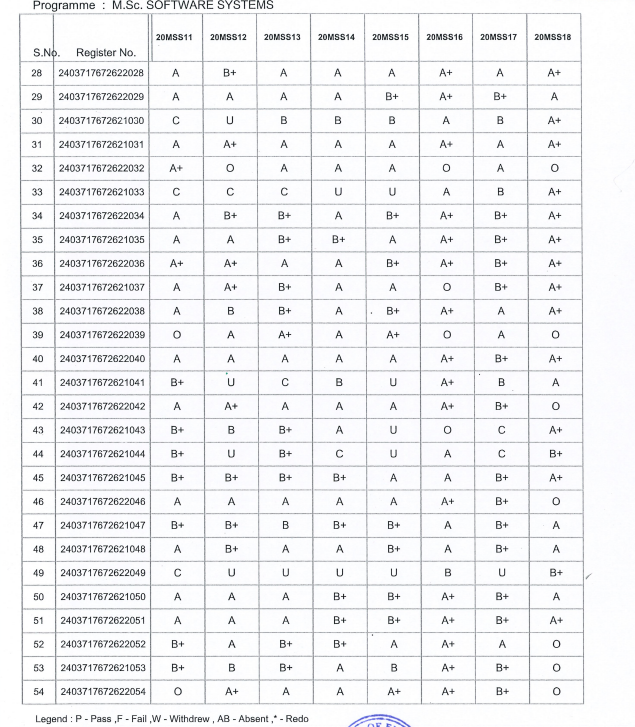 Programme : M.Sc. SOFTWARE SYSTEMS
S.No. Register No. 20MSS11 20MSS12 20MSS13 20MSS14 20MSS15 20MSS16 20MSS17 20MSS18
28 2403717672622028 A B+ A A A A+ A A+
29 2403717672622029 A A A A B+ A+ B+ A
30 2403717672621030 C U B B B A B A+
31 2403717672621031 A A+ A A A A+ A A+
32 2403717672622032 A+ O A A A O A O
33 2403717672621033 C C C U U A B A+
34 2403717672622034 A B+ B+ A B+ A+ B+ A+
35 2403717672621035 A A B+ B+ A A+ B+ A+
36 2403717672622036 A+ A+ A A B+ A+ B+ A+
37 2403717672621037 A A+ B+ A A O B+ A+
38 2403717672622038 A B B+ A B+ A+ A A+
39 2403717672622039 O A A+ A A+ O A O
40 2403717672622040 A A A A A A+ B+ A+
41 2403717672621041 B+ U C B U A+ B A
42 2403717672622042 A A+ A A A A+ B+ O
43 2403717672621043 B+ B B+ A U O C A+
44 2403717672621044 B+ U B+ C U A C B+
45 2403717672621045 B+ B+ B+ B+ A A B+ A+
46 2403717672622046 A A A A A A+ B+ O
47 2403717672621047 B+ B+ B B+ B+ A B+ A
48 2403717672621048 A B+ A A B+ A B+ A
49 2403717672622049 C U U U U B U B+
50 2403717672621050 A A A B+ B+ A+ B+ A
51 2403717672622051 A A A B+ B+ A+ B+ A+
52 2403717672622052 B+ A B+ B+ A A+ A O
53 2403717672621053 B+ B B+ A B A+ B+ O
54 2403717672622054 O A+ A A A+ A+ B+ O
Legend : P - Pass ,F - Fail ,W - Withdrew , AB - Absent ,* - Redo